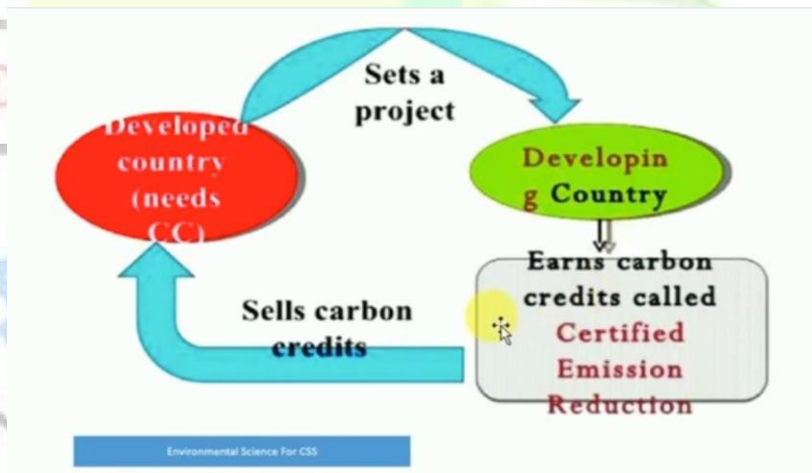 Sets a
project
Developed
country
(needs
CC)
Developin
g Country
Earns carbon
credits called
Certified
Emission
Reduction
Sells carbon
credits
Environmental Science For CSS